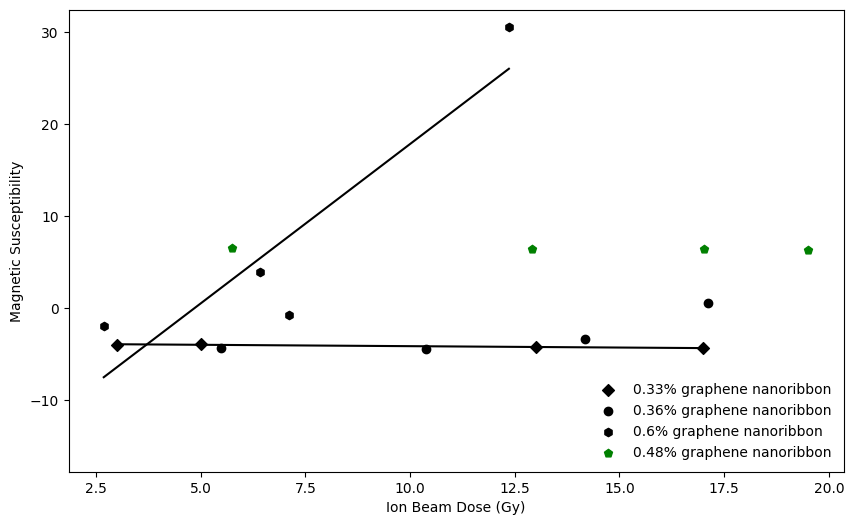 30
20
10
0
−10
Magnetic Susceptibility
2.5 5.0 7.5 10.0 12.5 15.0 17.5 20.0
Ion Beam Dose (Gy)
0.33% graphene nanoribbon
0.36% graphene nanoribbon
0.6% graphene nanoribbon
0.48% graphene nanoribbon